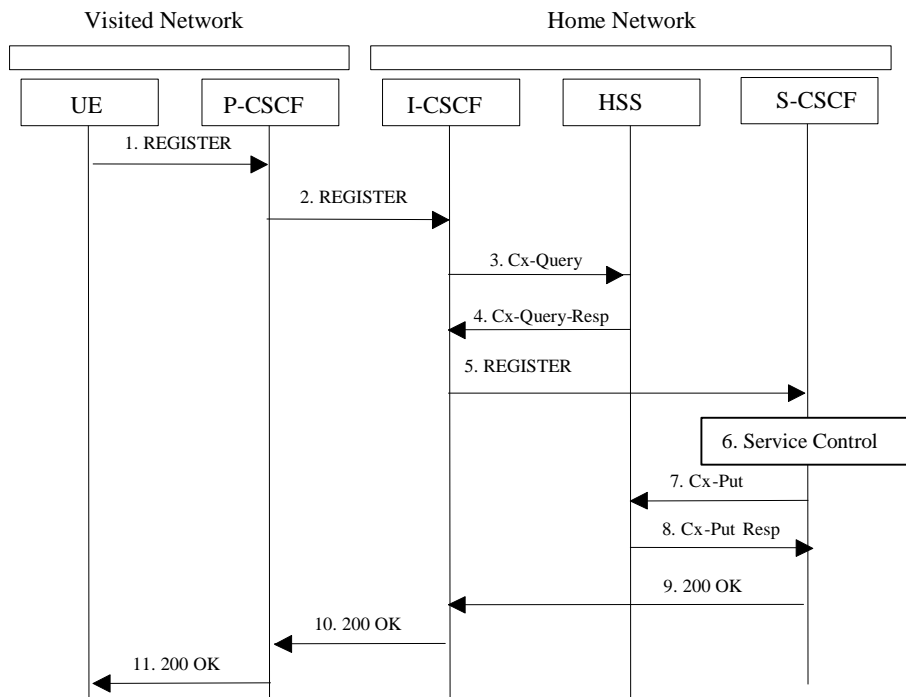 Visited Network
Home Network
UE
P-CSCF
I-CSCF
HSS
S-CSCF
1. REGISTER
2. REGISTER
3. Cx-Query
4. Cx-Query-Resp
5. REGISTER
6. Service Control
7. Cx-Put
8. Cx-Put Resp
9. 200 OK
10. 200 OK
11. 200 OK